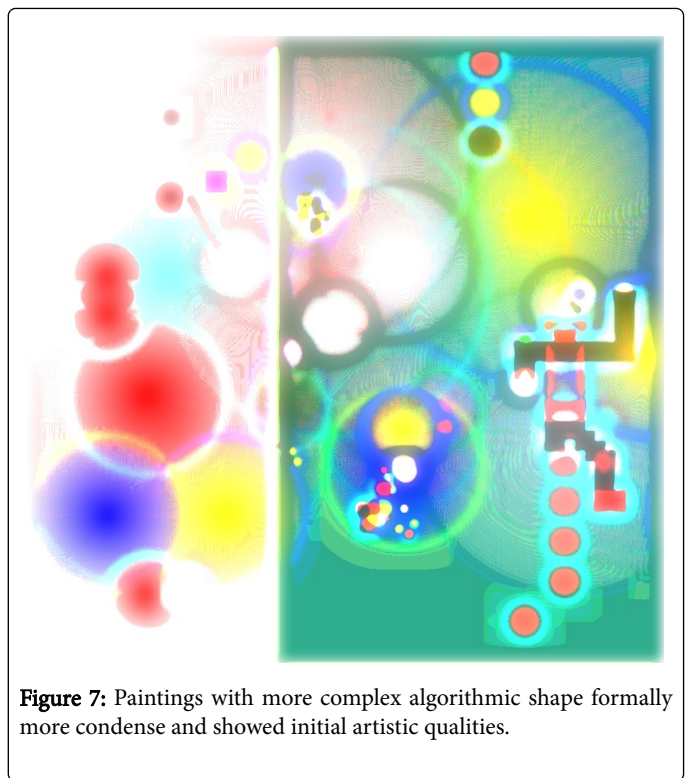 Figure 7: Paintings with more complex algorithmic shape formally
more condense and showed initial artistic qualities.